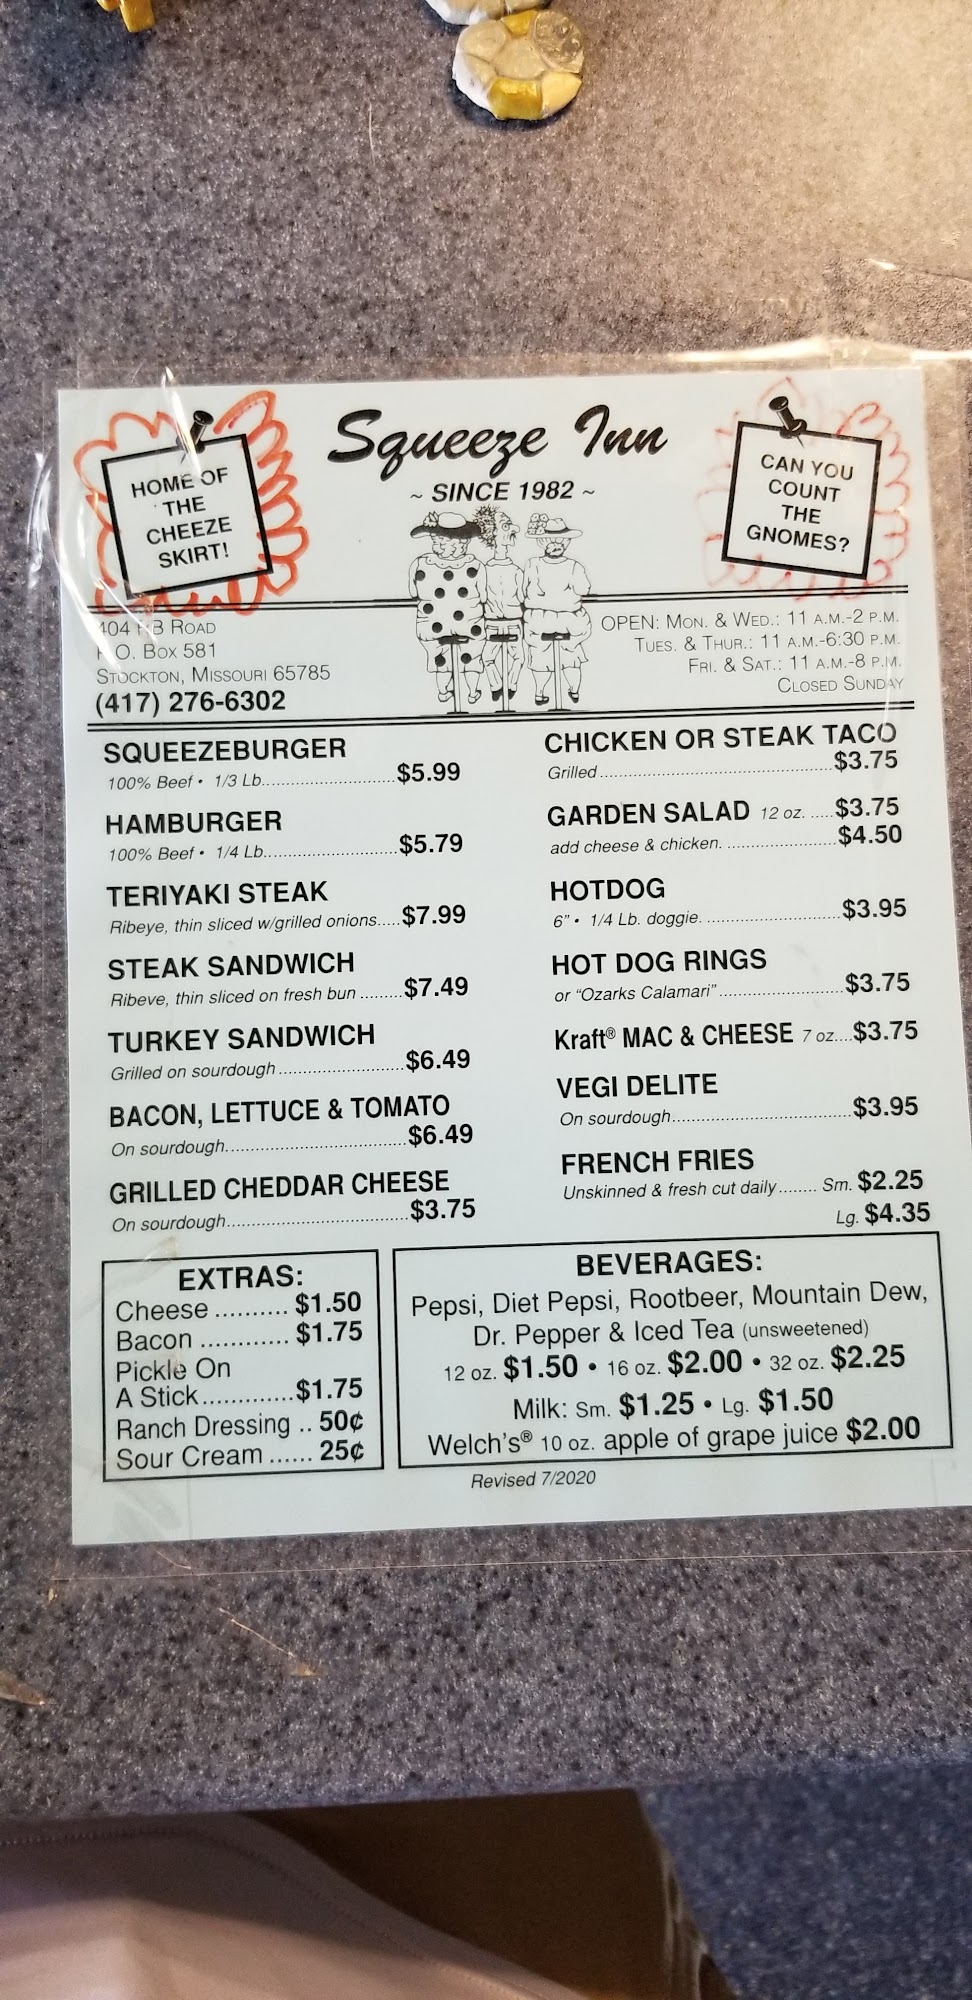 HOME OF
THE
CHEEZE
SKIRT!
Squeeze Inn
~ SINCE 1982 ~
CAN YOU
COUNT
THE
GNOMES?
404 RB ROAD
P.O. BOX 581
STOCKTON, MISSOURI 65785
(417) 276-6302
OPEN: MON. & WED.: 11 A.M.-2 P.M.
TUES. & THUR.: 11 A.M.-6:30 P.M.
FRI. & SAT.: 11 A.M.-8 P.M.
CLOSED SUNDAY
SQUEEZEBURGER
100% Beef • 1/3 Lb. $5.99
HAMBURGER
100% Beef • 1/4 Lb. $5.79
TERIYAKI STEAK
Ribeye, thin sliced w/grilled onions. $7.99
STEAK SANDWICH
Ribeve, thin sliced on fresh bun $7.49
TURKEY SANDWICH
Grilled on sourdough $6.49
BACON, LETTUCE & TOMATO
On sourdough. $6.49
GRILLED CHEDDAR CHEESE
On sourdough. $3.75
CHICKEN OR STEAK TACO
Grilled $3.75
GARDEN SALAD 12 oz. $3.75
add cheese & chicken. $4.50
HOTDOG
6" • 1/4 Lb. doggie. $3.95
HOT DOG RINGS
or "Ozarks Calamari" $3.75
Kraft® MAC & CHEESE 7 oz. $3.75
VEGI DELITE
On sourdough. $3.95
FRENCH FRIES
Unskinned & fresh cut daily Sm. $2.25
Lg. $4.35
EXTRAS:
Cheese $1.50
Bacon $1.75
Pickle On
A Stick $1.75
Ranch Dressing .. 50¢
Sour Cream 25¢
BEVERAGES:
Pepsi, Diet Pepsi, Rootbeer, Mountain Dew,
Dr. Pepper & Iced Tea (unsweetened)
12 oz. $1.50 • 16 oz. $2.00 • 32 oz. $2.25
Milk: Sm. $1.25 • Lg. $1.50
Welch's® 10 oz. apple of grape juice $2.00
Revised 7/2020